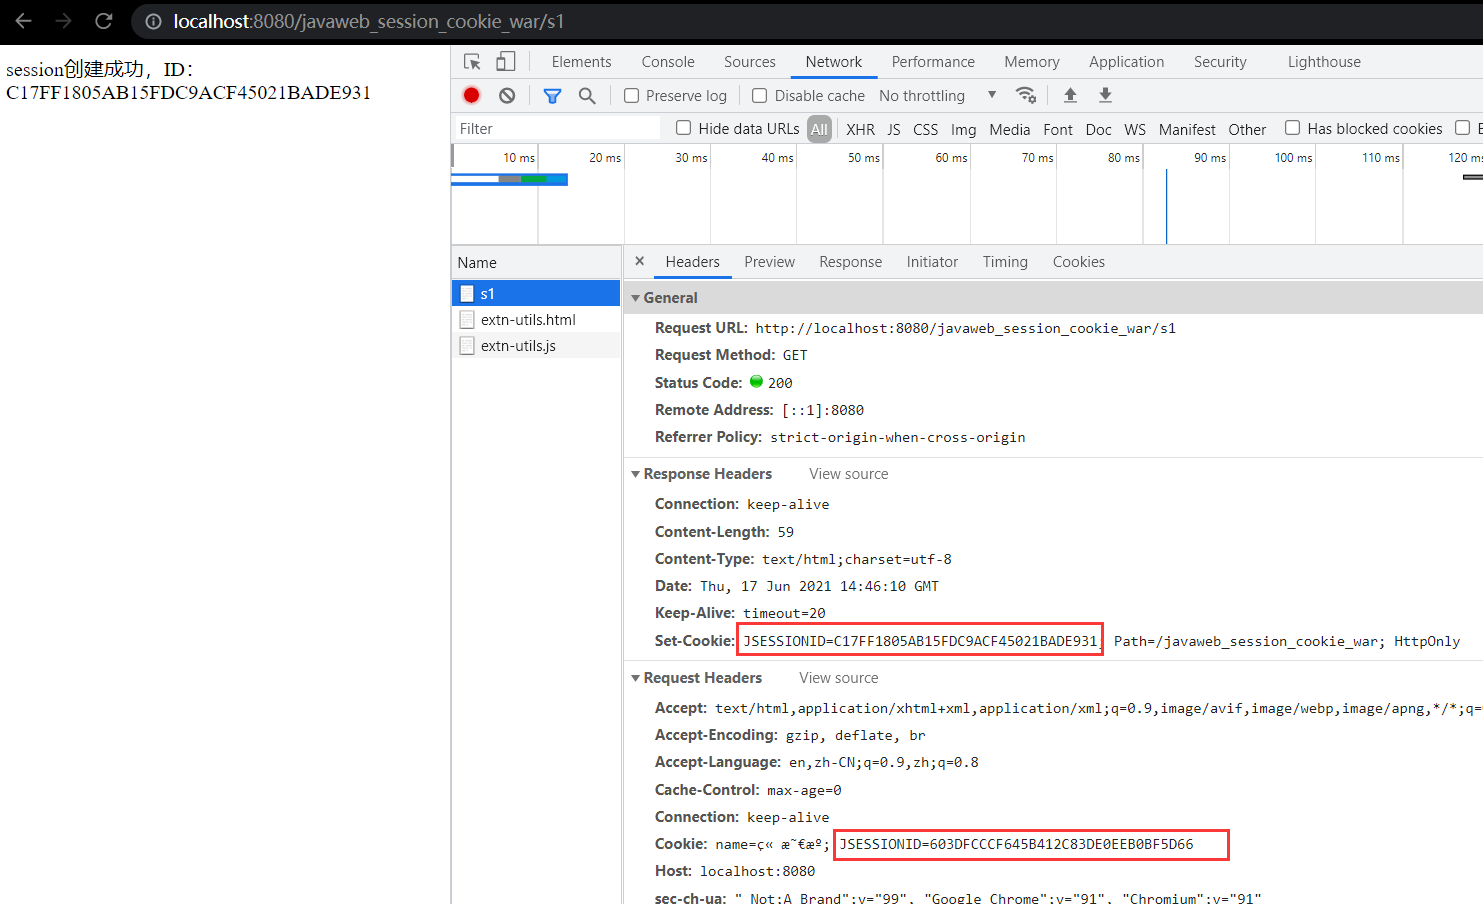 localhost:8080/javaweb_session_cookie_war/s1
session创建成功，ID：
C17FF1805AB15FDC9ACF45021BADE931
Elements Console Sources Network Performance Memory Application Security Lighthouse
Preserve log Disable cache No throttling
Filter Hide data URLs All XHR JS CSS Img Media Font Doc WS Manifest Other Has blocked cookies
10 ms 20 ms 30 ms 40 ms 50 ms 60 ms 70 ms 80 ms 90 ms 100 ms 110 ms 120 ms
Name
s1
extn-utils.html
extn-utils.js
× Headers Preview Response Initiator Timing Cookies
General
Request URL: http://localhost:8080/javaweb_session_cookie_war/s1
Request Method: GET
Status Code: 200
Remote Address: [::1]:8080
Referrer Policy: strict-origin-when-cross-origin
Response Headers View source
Connection: keep-alive
Content-Length: 59
Content-Type: text/html;charset=utf-8
Date: Thu, 17 Jun 2021 14:46:10 GMT
Keep-Alive: timeout=20
Set-Cookie: JSESSIONID=C17FF1805AB15FDC9ACF45021BADE931; Path=/javaweb_session_cookie_war; HttpOnly
Request Headers View source
Accept: text/html,application/xhtml+xml,application/xml;q=0.9,image/avif,image/webp,image/apng,*/*;q=
Accept-Encoding: gzip, deflate, br
Accept-Language: en,zh-CN;q=0.9,zh;q=0.8
Cache-Control: max-age=0
Connection: keep-alive
Cookie: name=ç« æ˜€æº; JSESSIONID=603DFCCCF645B412C83DE0EEB0BF5D66
Host: localhost:8080
sec-ch-ua: " Not;A Brand";v="99", "Google Chrome";v="91", "Chromium";v="91"